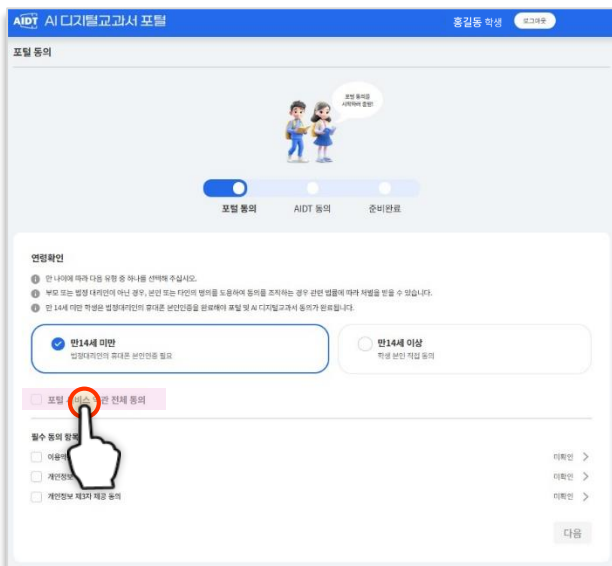 AIDT AI 디지털교과서 포털
홍길동 학생
로그아웃
포털 동의
포털 동의를
시작해 볼까!
포털 동의
AIDT 동의
준비완료
연령확인
만 나이에 따라 다음 유형 중 하나를 선택해 주십시오.
부모 또는 법정 대리인이 아닌 경우, 본인 또는 타인의 명의를 도용하여 동의를 조작하는 경우 관련 법률에 따라 처벌을 받을 수 있습니다.
만 14세 미만 학생은 법정대리인의 휴대폰 본인인증을 완료해야 포털 및 AI 디지털교과서 동의가 완료됩니다.
만14세 미만
법정대리인의 휴대폰 본인인증 필요
만14세 이상
학생 본인 직접 동의
포털 서비스 약관 전체 동의
필수 동의 항목
이용약
미확인
개인정보
미확인
개인정보 제3자 제공 동의
미확인
다음